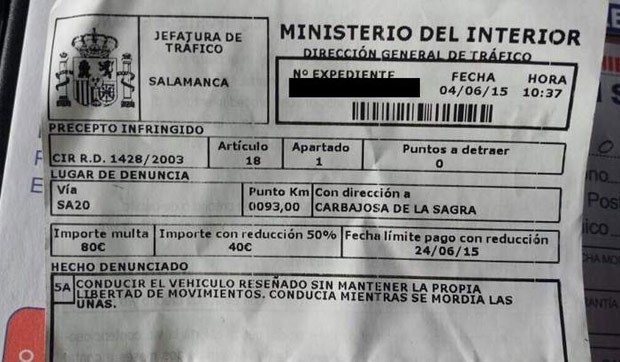 JEFATURA DE
TRÁFICO
SALAMANCA
MINISTERIO DEL INTERIOR
DIRECCIÓN GENERAL DE TRÁFICO
Nº EXPEDIENTE FECHA HORA
04/06/15 10:37
PRECEPTO INFRINGIDO
CIR R.D. 1428/2003 Artículo Apartado Puntos a detraer
18 1 0
LUGAR DE DENUNCIA
Vía Punto Km Con dirección a
SA20 0093,00 CARBAJOSA DE LA SAGRA
Importe multa Importe con reducción 50% Fecha límite pago con reducción
80€ 40€ 24/06/15
HECHO DENUNCIADO
5A CONDUCIR EL VEHICULO RESEÑADO SIN MANTENER LA PROPIA
LIBERTAD DE MOVIMIENTOS. CONDUCIA MIENTRAS SE MORDIA LAS
UÑAS.